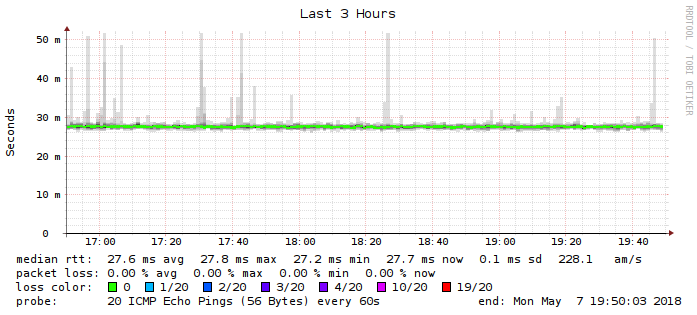 Last 3 Hours
RRDTOOL / TOBI OETIKER
Seconds
50 m
40 m
30 m
20 m
10 m
0
17:00 17:20 17:40 18:00 18:20 18:40 19:00 19:20 19:40
median rtt: 27.6 ms avg 27.8 ms max 27.2 ms min 27.7 ms now 0.1 ms sd 228.1 am/s
packet loss: 0.00 % avg 0.00 % max 0.00 % min 0.00 % now
loss color: 0 1/20 2/20 3/20 4/20 10/20 19/20
probe: 20 ICMP Echo Pings (56 Bytes) every 60s end: Mon May 7 19:50:03 2018